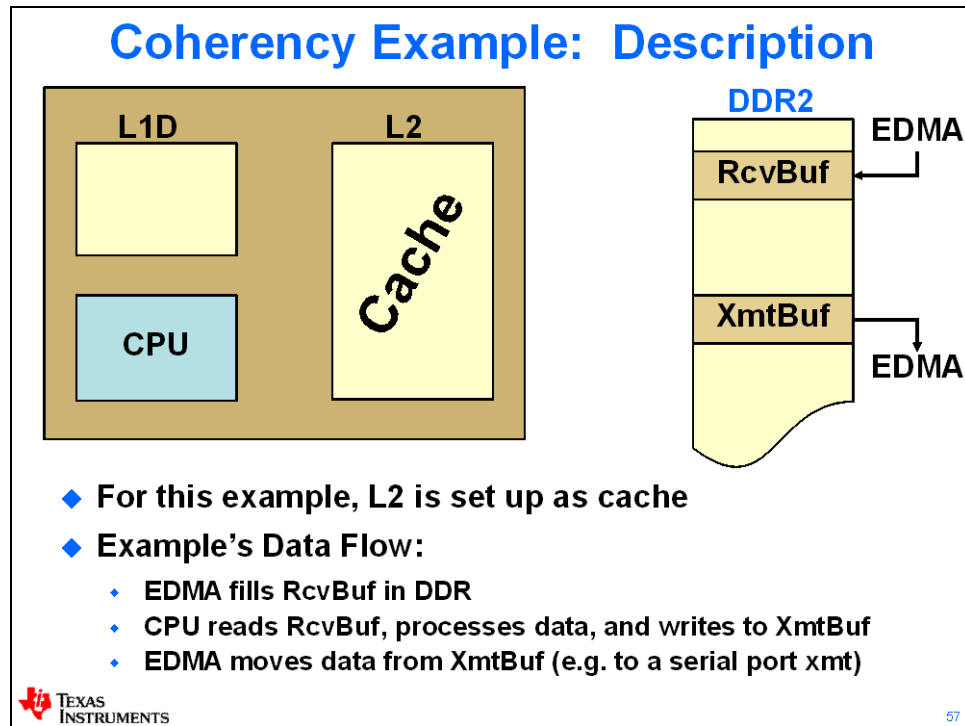 Coherency Example: Description
L1D
L2
DDR2
EDMA
RcvBuf
Cache
CPU
XmtBuf
EDMA
◆ For this example, L2 is set up as cache
◆ Example's Data Flow:
◆ EDMA fills RcvBuf in DDR
◆ CPU reads RcvBuf, processes data, and writes to XmtBuf
◆ EDMA moves data from XmtBuf (e.g. to a serial port xmt)
TEXAS
INSTRUMENTS
57